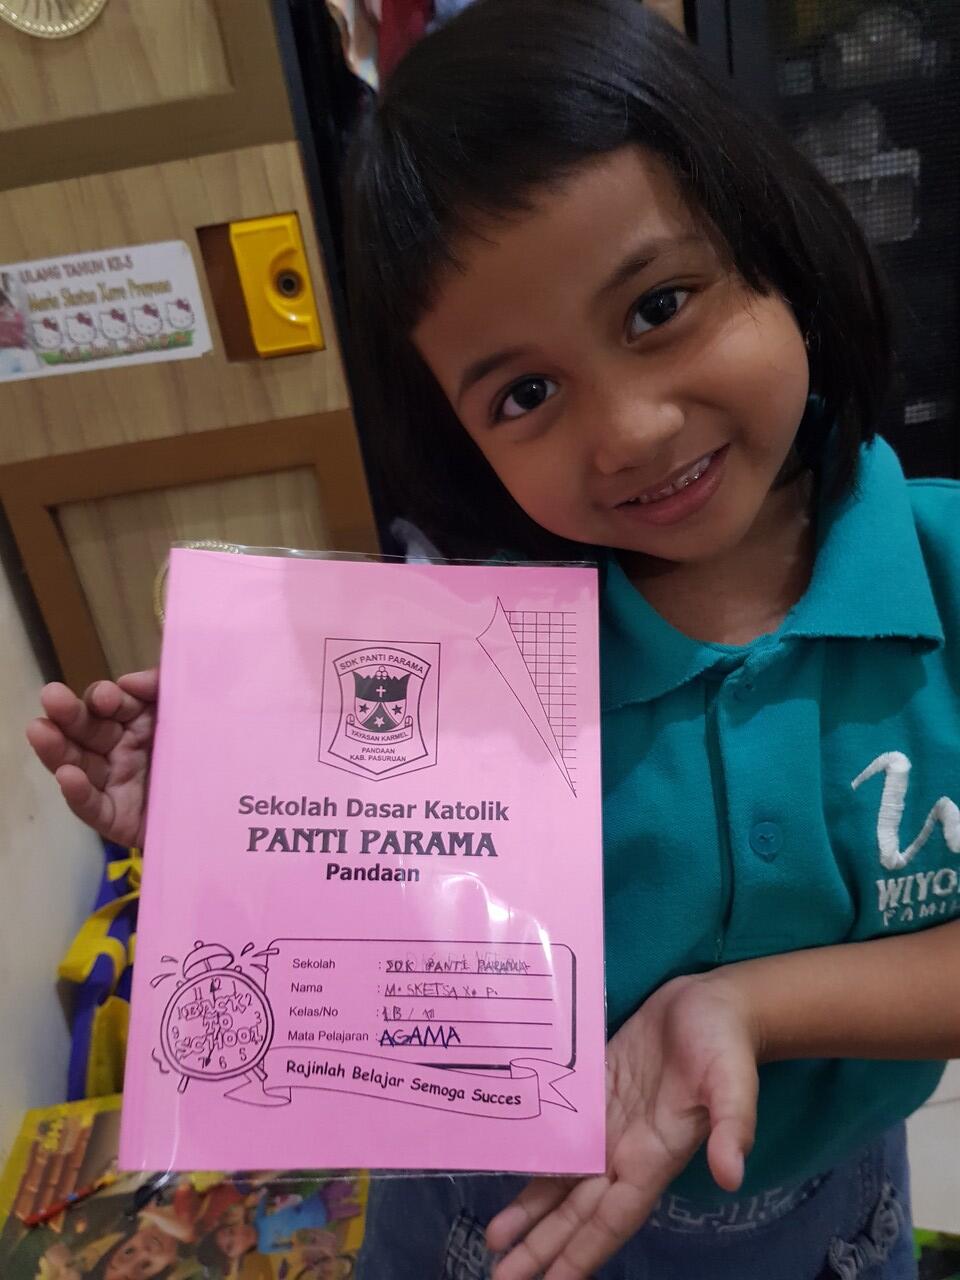 ULANG TAHUN KE-5
SDK PANTI PARAMA
YAYASAN KARMEL
PANDAAN
KAB. PASURUAN
Sekolah Dasar Katolik
PANTI PARAMA
Pandaan
Sekolah : SDK PANTI PARAMA
Nama : M. SKETSA X. P.
Kelas/No : 1B /
Mata Pelajaran : AGAMA
BACK
TO
SCHOOL
Rajinlah Belajar Semoga Succes